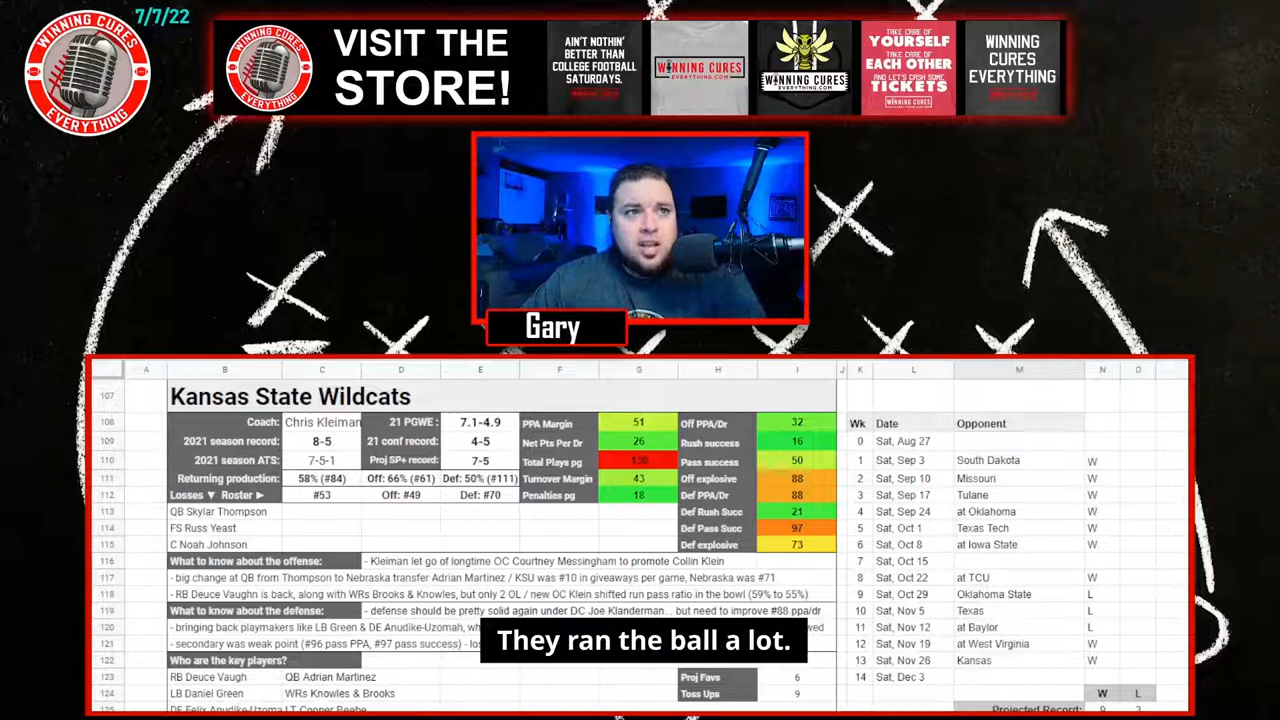 7/7/22
WINNING CURES
EVERYTHING
WINNING CURES
EVERYTHING
VISIT THE
STORE!
AIN'T NOTHIN'
BETTER THAN
COLLEGE FOOTBALL
SATURDAYS.
WINNING CURES
EVERYTHING.COM
WINNING CURES
TAKE CARE OF
YOURSELF
TAKE CARE OF
EACH OTHER
AND LET'S CASH SOME
TICKETS
WINNING
WINNING
CURES
EVERYTHING
Gary
A B C D E F G H I J K L M N O
107 Kansas State Wildcats
108 Coach: Chris Kleiman 21 PGWE : 7.1-4.9 PPA Margin 51 Off PPA/Dr 32 Wk Date Opponent
109 2021 season record: 8-5 21 conf record: 4-5 Net Pts Per Dr 26 Rush success 16 0 Sat, Aug 27
110 2021 season ATS: 7-5-1 Proj SP+ record: 7-5 Total Plays pg Pass success 50 1 Sat, Sep 3 South Dakota W
111 Returning production: 58% (#84) Off: 66% (#61) Def: 50% (#111) Turnover Margin 43 Off explosive 88 2 Sat, Sep 10 Missouri W
112 Losses ▼ Roster ► #53 Off: #49 Def: #70 Penalties pg 18 Def PPA/Dr 88 3 Sat, Sep 17 Tulane W
113 QB Skylar Thompson Def Rush Succ 21 4 Sat, Sep 24 at Oklahoma L
114 FS Russ Yeast Def Pass Succ 97 5 Sat, Oct 1 Texas Tech W
115 C Noah Johnson Def explosive 73 6 Sat, Oct 8 at Iowa State W
116 What to know about the offense: - Kleiman let go of longtime OC Courtney Messingham to promote Collin Klein 7 Sat, Oct 15
117 - big change at QB from Thompson to Nebraska transfer Adrian Martinez / KSU was #10 in giveaways per game, Nebraska was #71 8 Sat, Oct 22 at TCU W
118 - RB Deuce Vaughn is back, along with WRs Brooks & Knowles, but only 2 OL / new OC Klein shifted run pass ratio in the bowl (59% to 55%) 9 Sat, Oct 29 Oklahoma State L
119 What to know about the defense: - defense should be pretty solid again under DC Joe Klanderman... but need to improve #88 ppa/dr 10 Sat, Nov 5 Texas W
120 - bringing back playmakers like LB Green & DE Anudike-Uzomah, 11 Sat, Nov 12 at Baylor L
121 - secondary was weak point (#96 pass PPA, #97 pass success) 12 Sat, Nov 19 at West Virginia W
122 Who are the key players? 13 Sat, Nov 26 Kansas W
123 RB Deuce Vaugh QB Adrian Martinez Proj Favs 6 14 Sat, Dec 3
124 LB Daniel Green WRs Knowles & Brooks Toss Ups 9 W L
DE Felix Anudike-Uzoma LT Cooper Beebe Projected Record: 9 3
They ran the ball a lot.